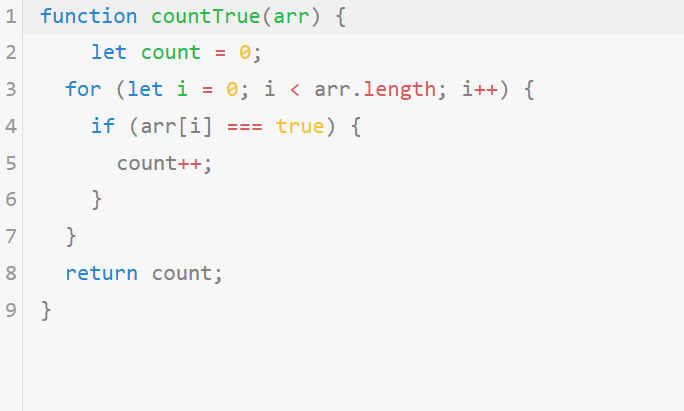 1 function countTrue(arr) {
2     let count = 0;
3   for (let i = 0; i < arr.length; i++) {
4     if (arr[i] === true) {
5       count++;
6     }
7   }
8   return count;
9 }